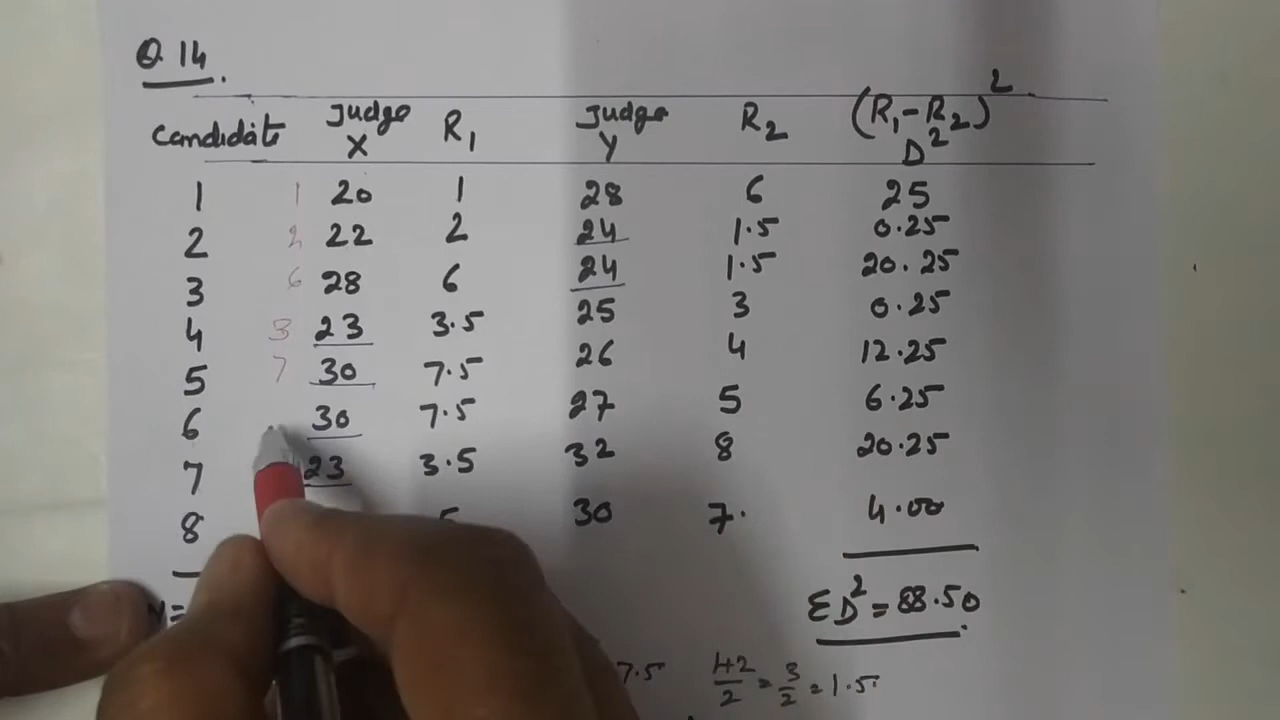 Q 14.
Candidate Judge X R₁ Judge Y R₂ (R₁-R₂)² D²
1 1 20 1 28 6 25
2 2 22 2 24 1.5 0.25
3 6 28 6 24 1.5 20.25
4 3 23 3.5 25 3 0.25
5 7 30 7.5 26 4 12.25
6 30 7.5 27 5 6.25
7 23 3.5 32 8 20.25
8 5 30 7. 4.00
N=
ΣD² = 88.50
7.5 1+2/2 = 3/2 = 1.5